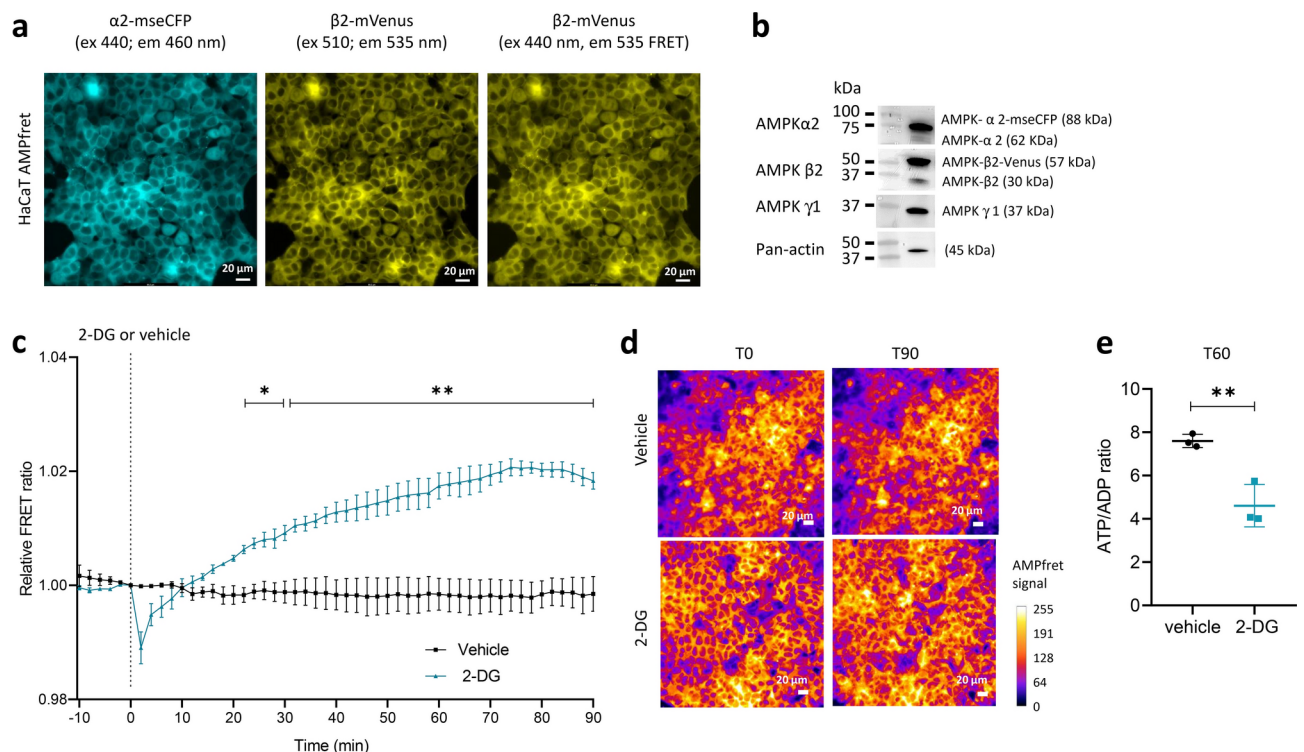 a
α2-mseCFP
(ex 440; em 460 nm)
β2-mVenus
(ex 510; em 535 nm)
β2-mVenus
(ex 440 nm, em 535 FRET)
HaCaT AMPfret
20 µm
20 µm
20 µm
b
kDa
AMPKα2
100
75
AMPK- α 2-mseCFP (88 kDa)
AMPK-α 2 (62 KDa)
AMPK β2
50
37
AMPK-β2-Venus (57 kDa)
AMPK-β2 (30 kDa)
AMPK γ1
37
AMPK γ 1 (37 kDa)
Pan-actin
50
37
(45 kDa)
c
2-DG or vehicle
Relative FRET ratio
1.04
1.02
1.00
0.98
* **
Vehicle
2-DG
-10 0 10 20 30 40 50 60 70 80 90
Time (min)
d
T0 T90
Vehicle
20 µm
20 µm
2-DG
20 µm
20 µm
AMPfret
signal
255
191
128
64
0
e
T60
**
ATP/ADP ratio
10
8
6
4
2
0
vehicle 2-DG